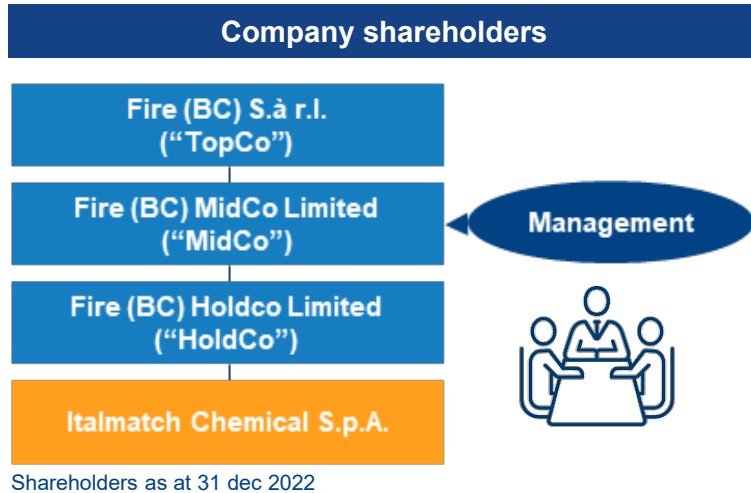 Company shareholders
Fire (BC) S.à r.l.
(“TopCo”)
Fire (BC) MidCo Limited
(“MidCo”)
Management
Fire (BC) Holdco Limited
(“HoldCo”)
Italmatch Chemical S.p.A.
Shareholders as at 31 dec 2022